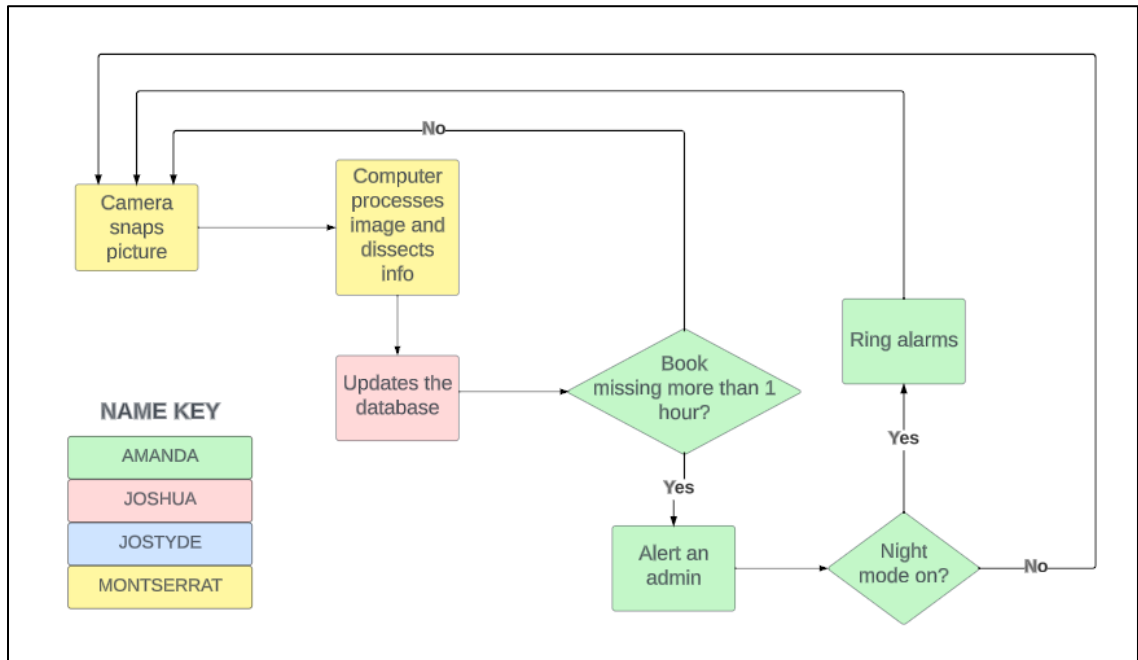 No
Camera
snaps
picture
Computer
processes
image and
dissects
info
Updates the
database
Book
missing more than 1
hour?
Ring alarms
Yes
Yes
Alert an
admin
Night
mode on?
No
NAME KEY
AMANDA
JOSHUA
JOSTYDE
MONTSERRAT